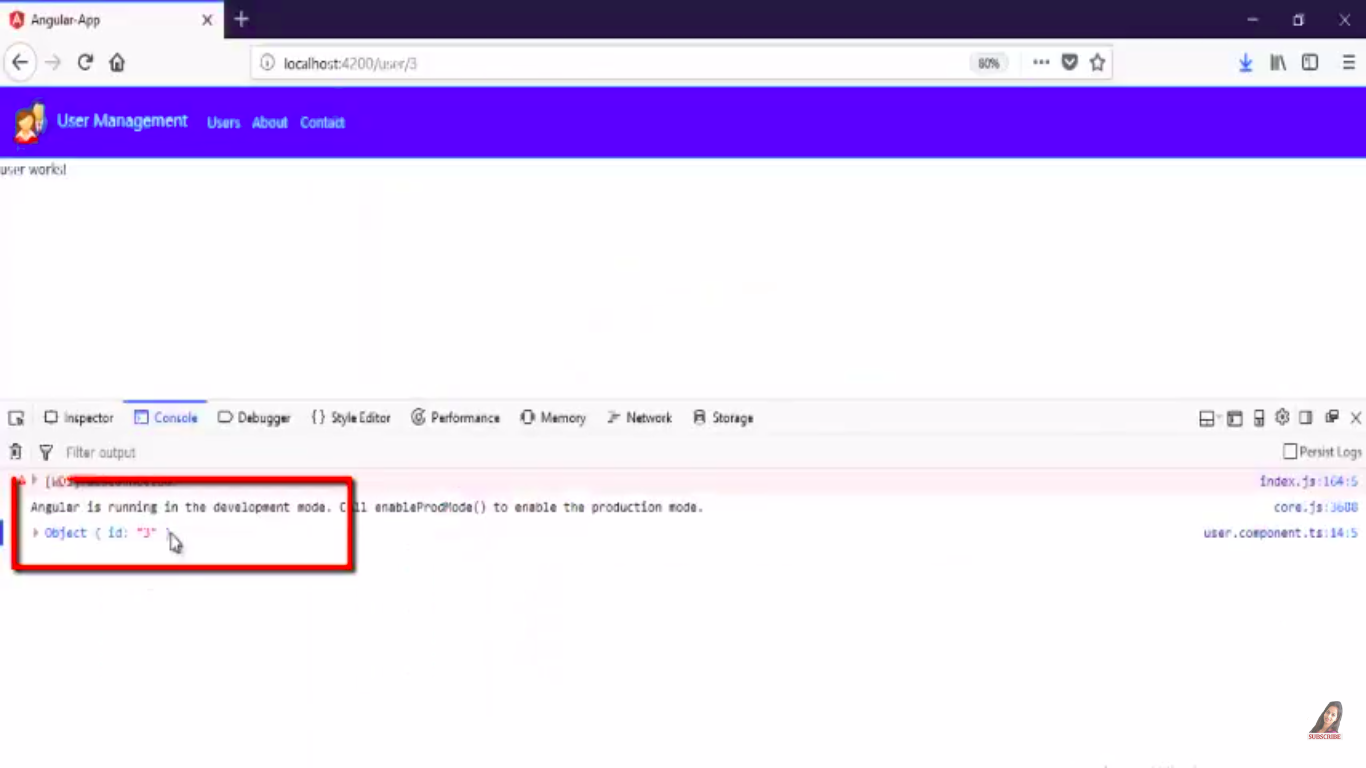 Angular-App
localhost:4200/user/3
80%
User Management Users About Contact
user works!
Inspector Console Debugger {} Style Editor Performance Memory Network Storage
Filter output
Persist Logs
index.js:164:5
Angular is running in the development mode. Call enableProdMode() to enable the production mode.
core.js:3688
Object { id: "3" }
user.component.ts:14:5
SUBSCRIBE